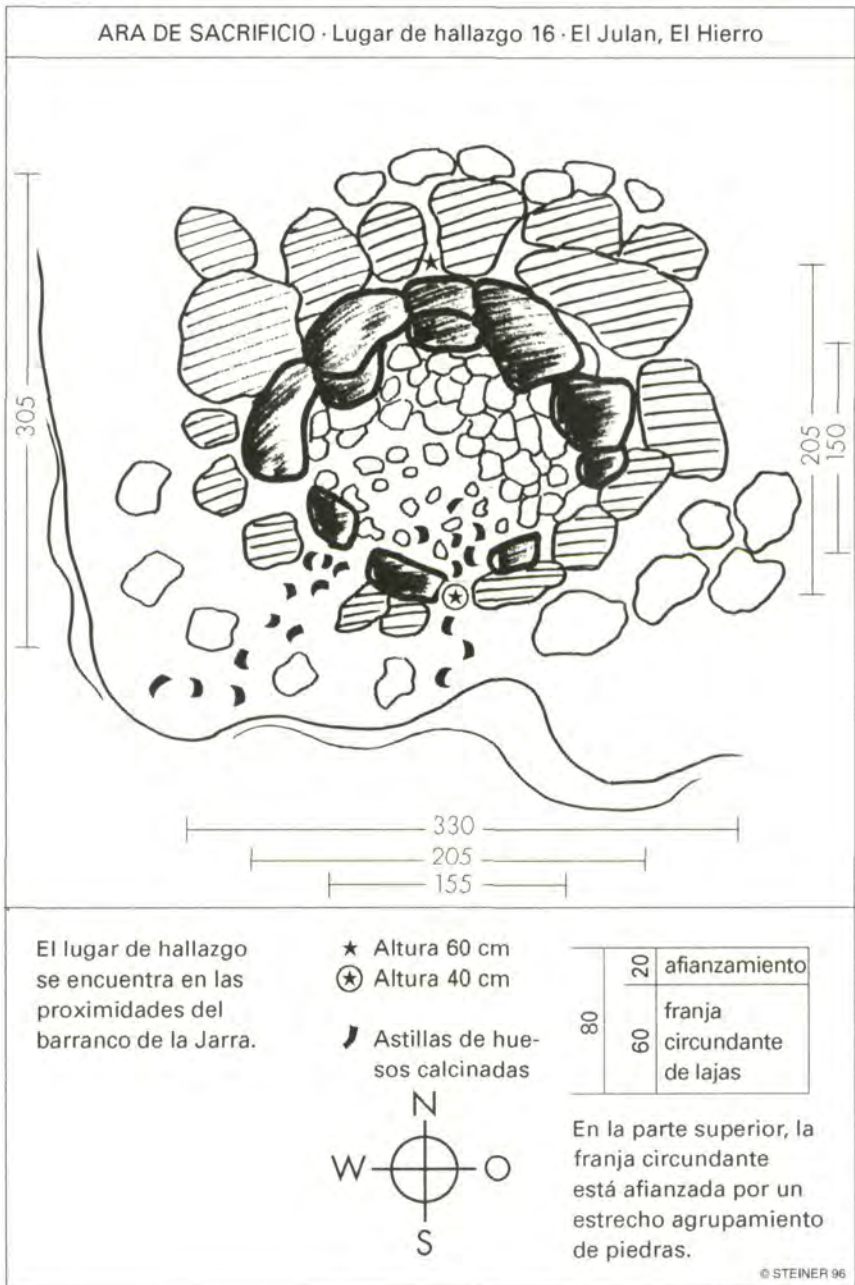 ARA DE SACRIFICIO · Lugar de hallazgo 16 · El Julan, El Hierro
305
205
150
330
205
155
El lugar de hallazgo
se encuentra en las
proximidades del
barranco de la Jarra.
★ Altura 60 cm
⍟ Altura 40 cm
Astillas de hue-
sos calcinadas
N
W O
S
80
20 afianzamiento
60 franja
circundante
de lajas
En la parte superior, la
franja circundante
está afianzada por un
estrecho agrupamiento
de piedras.
© STEINER 96